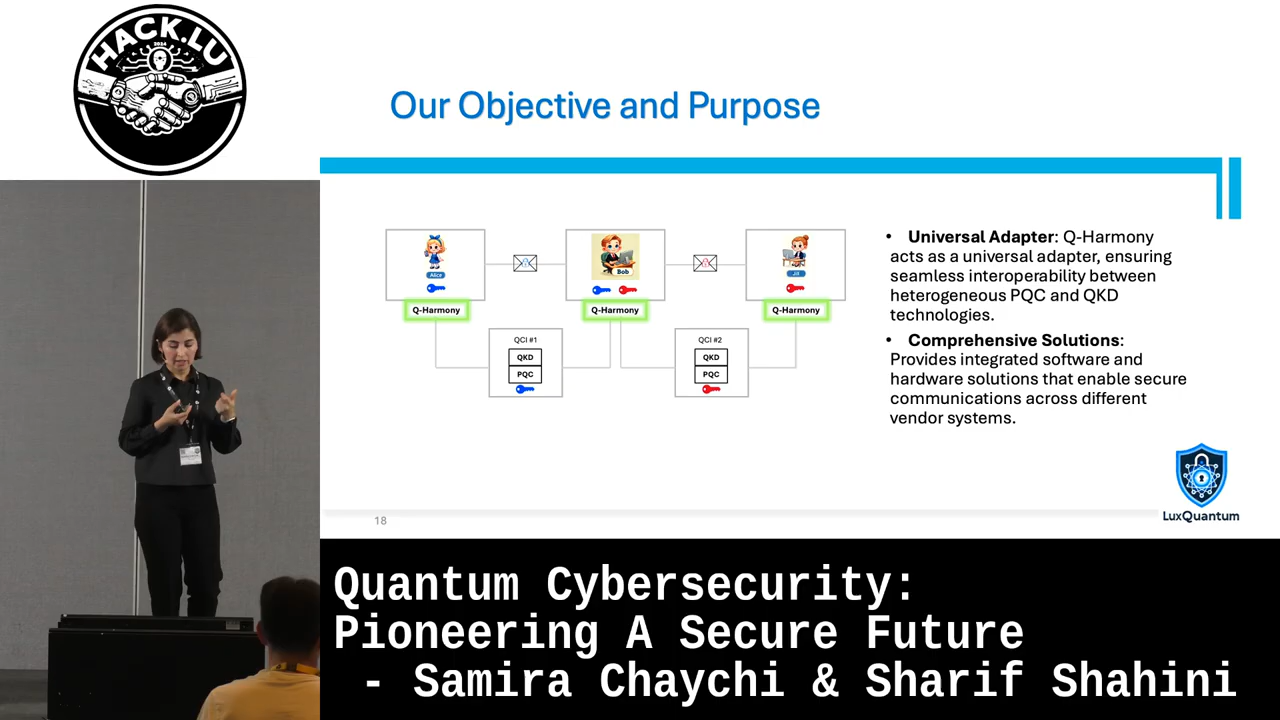 HACK.LU
2024
Our Objective and Purpose
Alice
Bob
Jil
Q-Harmony
Q-Harmony
Q-Harmony
QCI #1
QKD
PQC
QCI #2
QKD
PQC
• Universal Adapter: Q-Harmony
acts as a universal adapter, ensuring
seamless interoperability between
heterogeneous PQC and QKD
technologies.
• Comprehensive Solutions:
Provides integrated software and
hardware solutions that enable secure
communications across different
vendor systems.
LuxQuantum
18
Quantum Cybersecurity:
Pioneering A Secure Future
- Samira Chaychi & Sharif Shahini